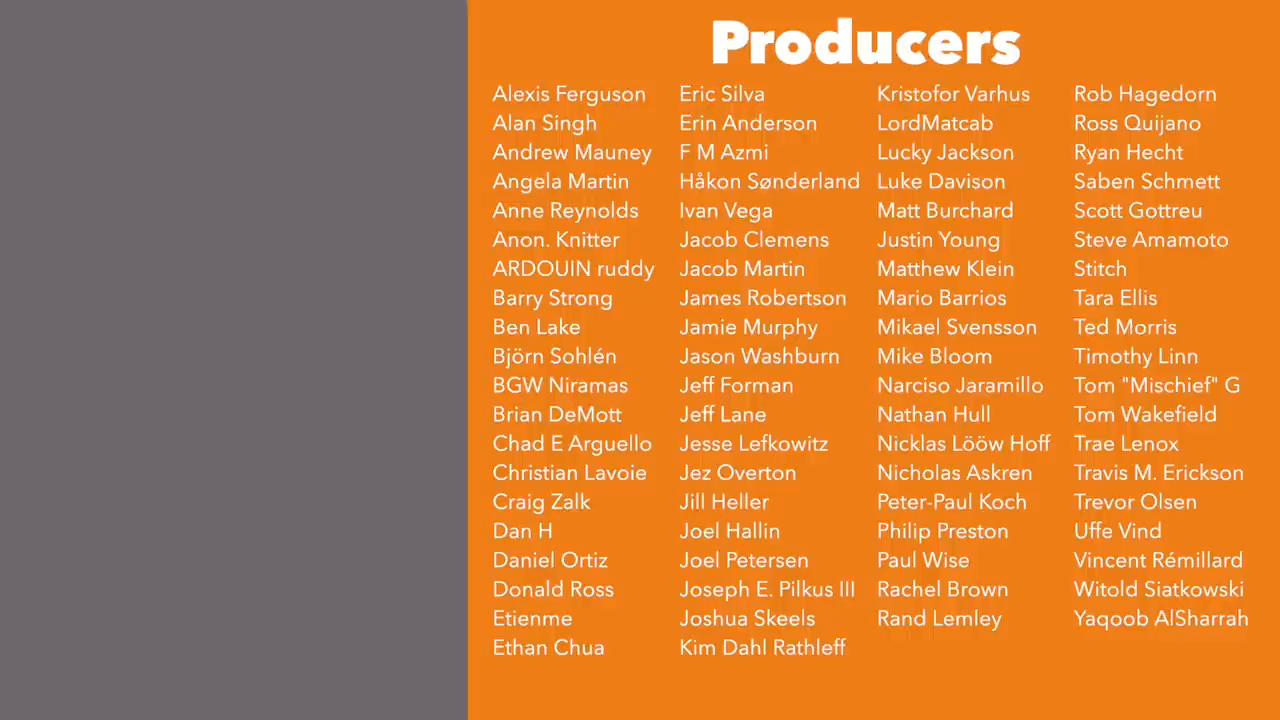 Producers
Alexis Ferguson
Alan Singh
Andrew Mauney
Angela Martin
Anne Reynolds
Anon. Knitter
ARDOUIN ruddy
Barry Strong
Ben Lake
Björn Sohlén
BGW Niramas
Brian DeMott
Chad E Arguello
Christian Lavoie
Craig Zalk
Dan H
Daniel Ortiz
Donald Ross
Etienme
Ethan Chua
Eric Silva
Erin Anderson
F M Azmi
Håkon Sønderland
Ivan Vega
Jacob Clemens
Jacob Martin
James Robertson
Jamie Murphy
Jason Washburn
Jeff Forman
Jeff Lane
Jesse Lefkowitz
Jez Overton
Jill Heller
Joel Hallin
Joel Petersen
Joseph E. Pilkus III
Joshua Skeels
Kim Dahl Rathleff
Kristofor Varhus
LordMatcab
Lucky Jackson
Luke Davison
Matt Burchard
Justin Young
Matthew Klein
Mario Barrios
Mikael Svensson
Mike Bloom
Narciso Jaramillo
Nathan Hull
Nicklas Lööw Hoff
Nicholas Askren
Peter-Paul Koch
Philip Preston
Paul Wise
Rachel Brown
Rand Lemley
Rob Hagedorn
Ross Quijano
Ryan Hecht
Saben Schmett
Scott Gottreu
Steve Amamoto
Stitch
Tara Ellis
Ted Morris
Timothy Linn
Tom "Mischief" G
Tom Wakefield
Trae Lenox
Travis M. Erickson
Trevor Olsen
Uffe Vind
Vincent Rémillard
Witold Siatkowski
Yaqoob AlSharrah